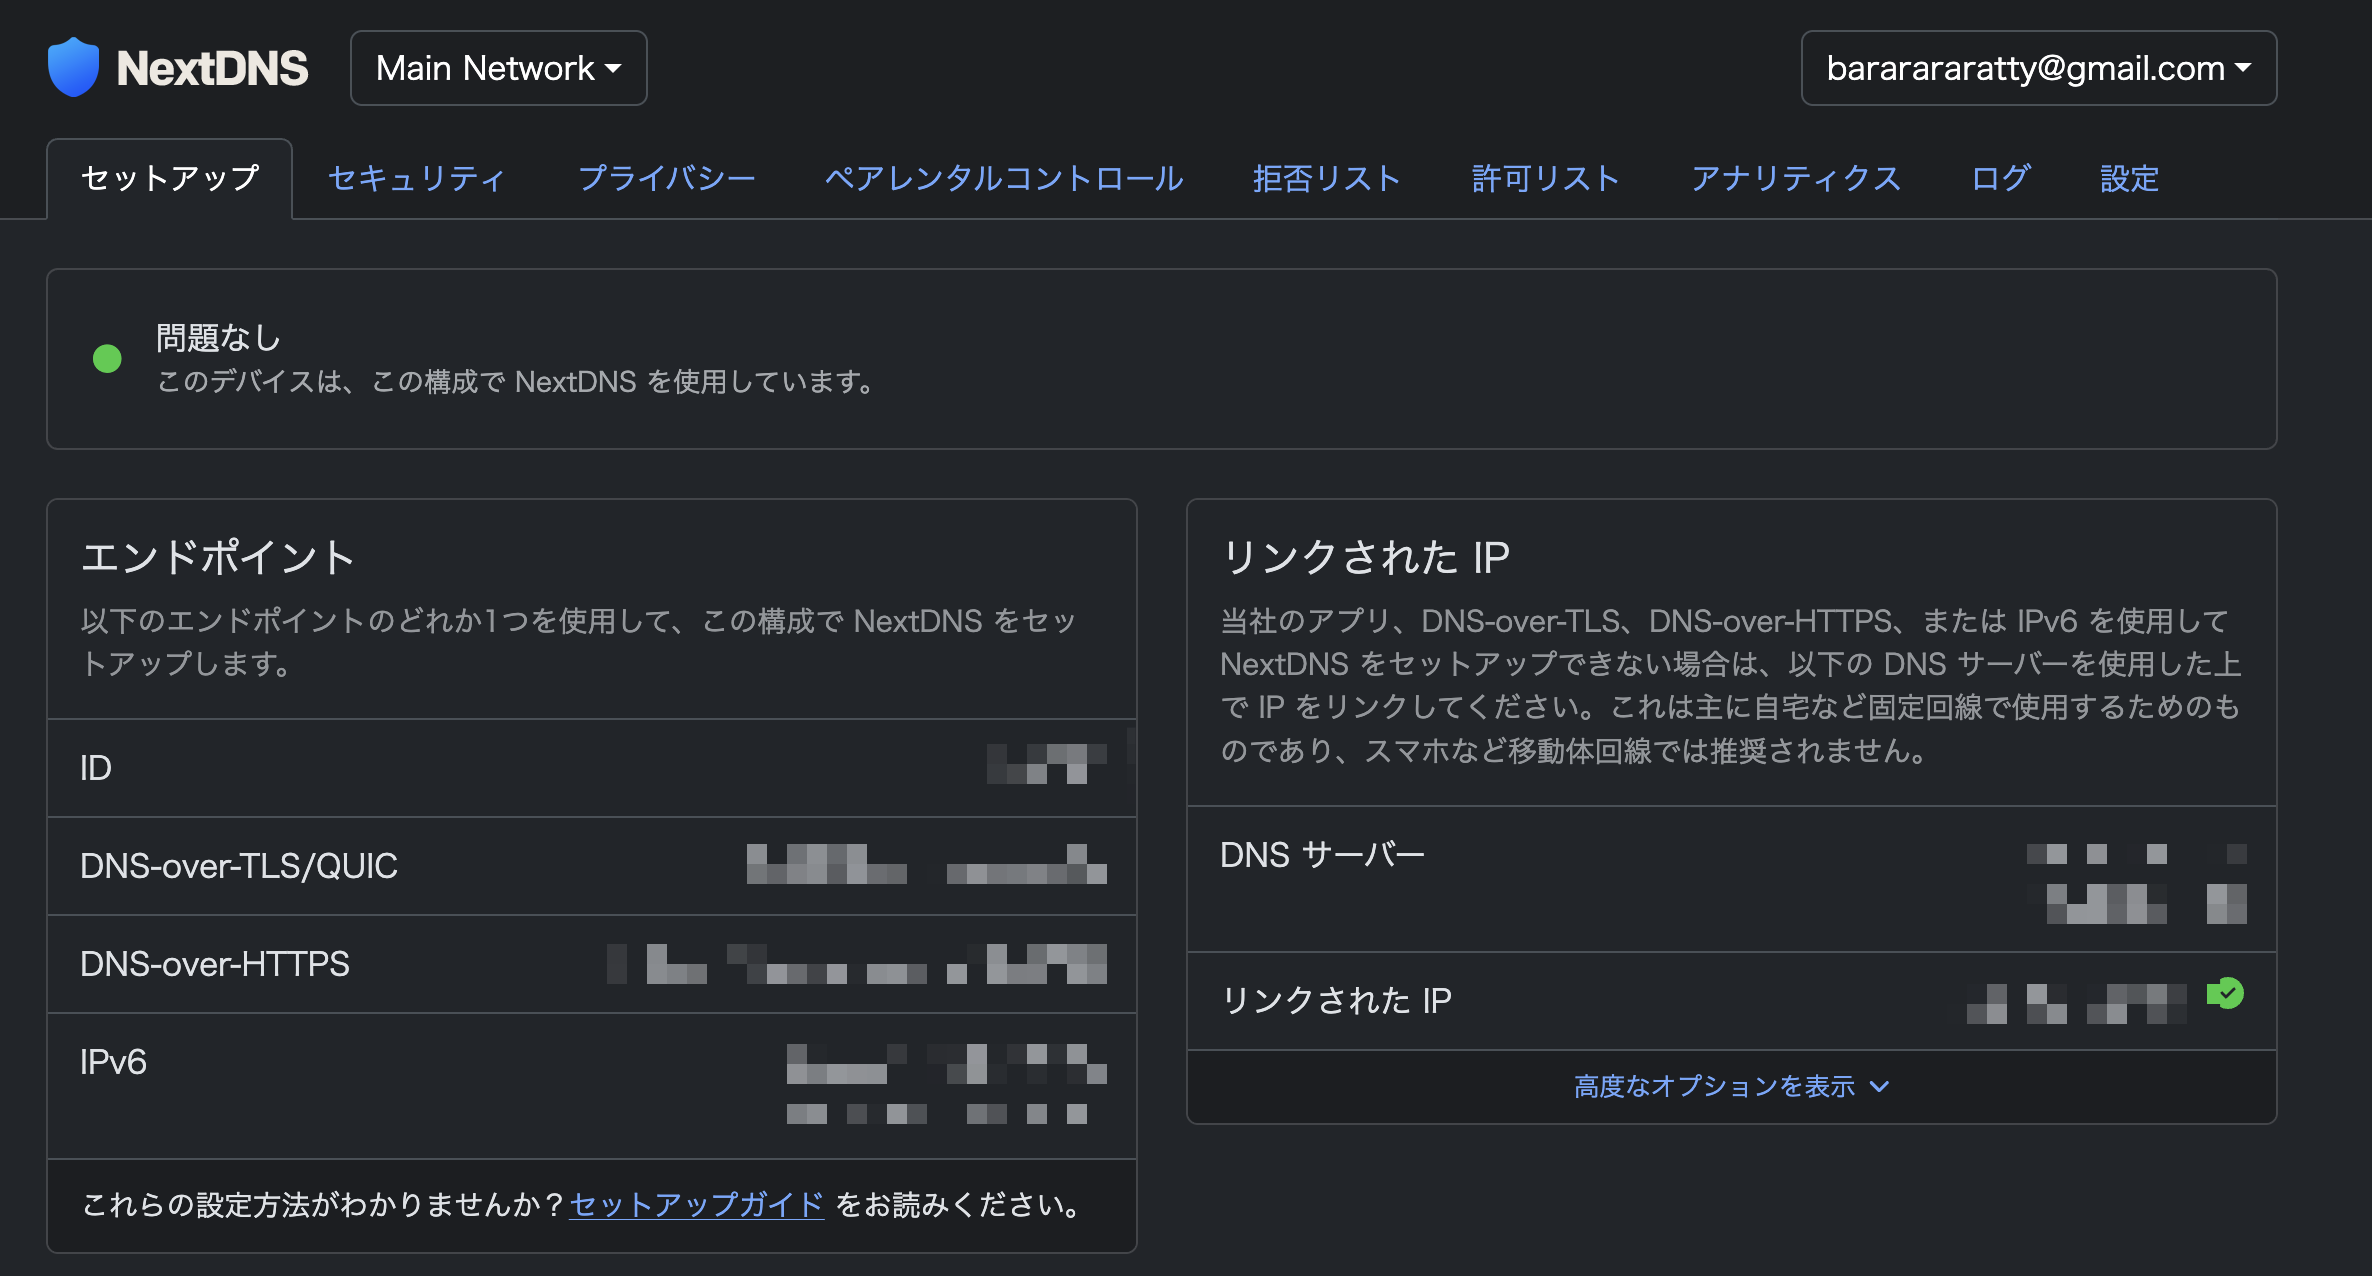 NextDNS
Main Network
bararararatty@gmail.com
セットアップ
セキュリティ
プライバシー
ペアレンタルコントロール
拒否リスト
許可リスト
アナリティクス
ログ
設定
問題なし
このデバイスは、この構成で NextDNS を使用しています。
エンドポイント
以下のエンドポイントのどれか1つを使用して、この構成で NextDNS をセッ
トアップします。
ID
DNS-over-TLS/QUIC
DNS-over-HTTPS
IPv6
これらの設定方法がわかりませんか？セットアップガイド をお読みください。
リンクされた IP
当社のアプリ、DNS-over-TLS、DNS-over-HTTPS、または IPv6 を使用して
NextDNS をセットアップできない場合は、以下の DNS サーバーを使用した上
で IP をリンクしてください。これは主に自宅など固定回線で使用するためのも
のであり、スマホなど移動体回線では推奨されません。
DNS サーバー
リンクされた IP
高度なオプションを表示